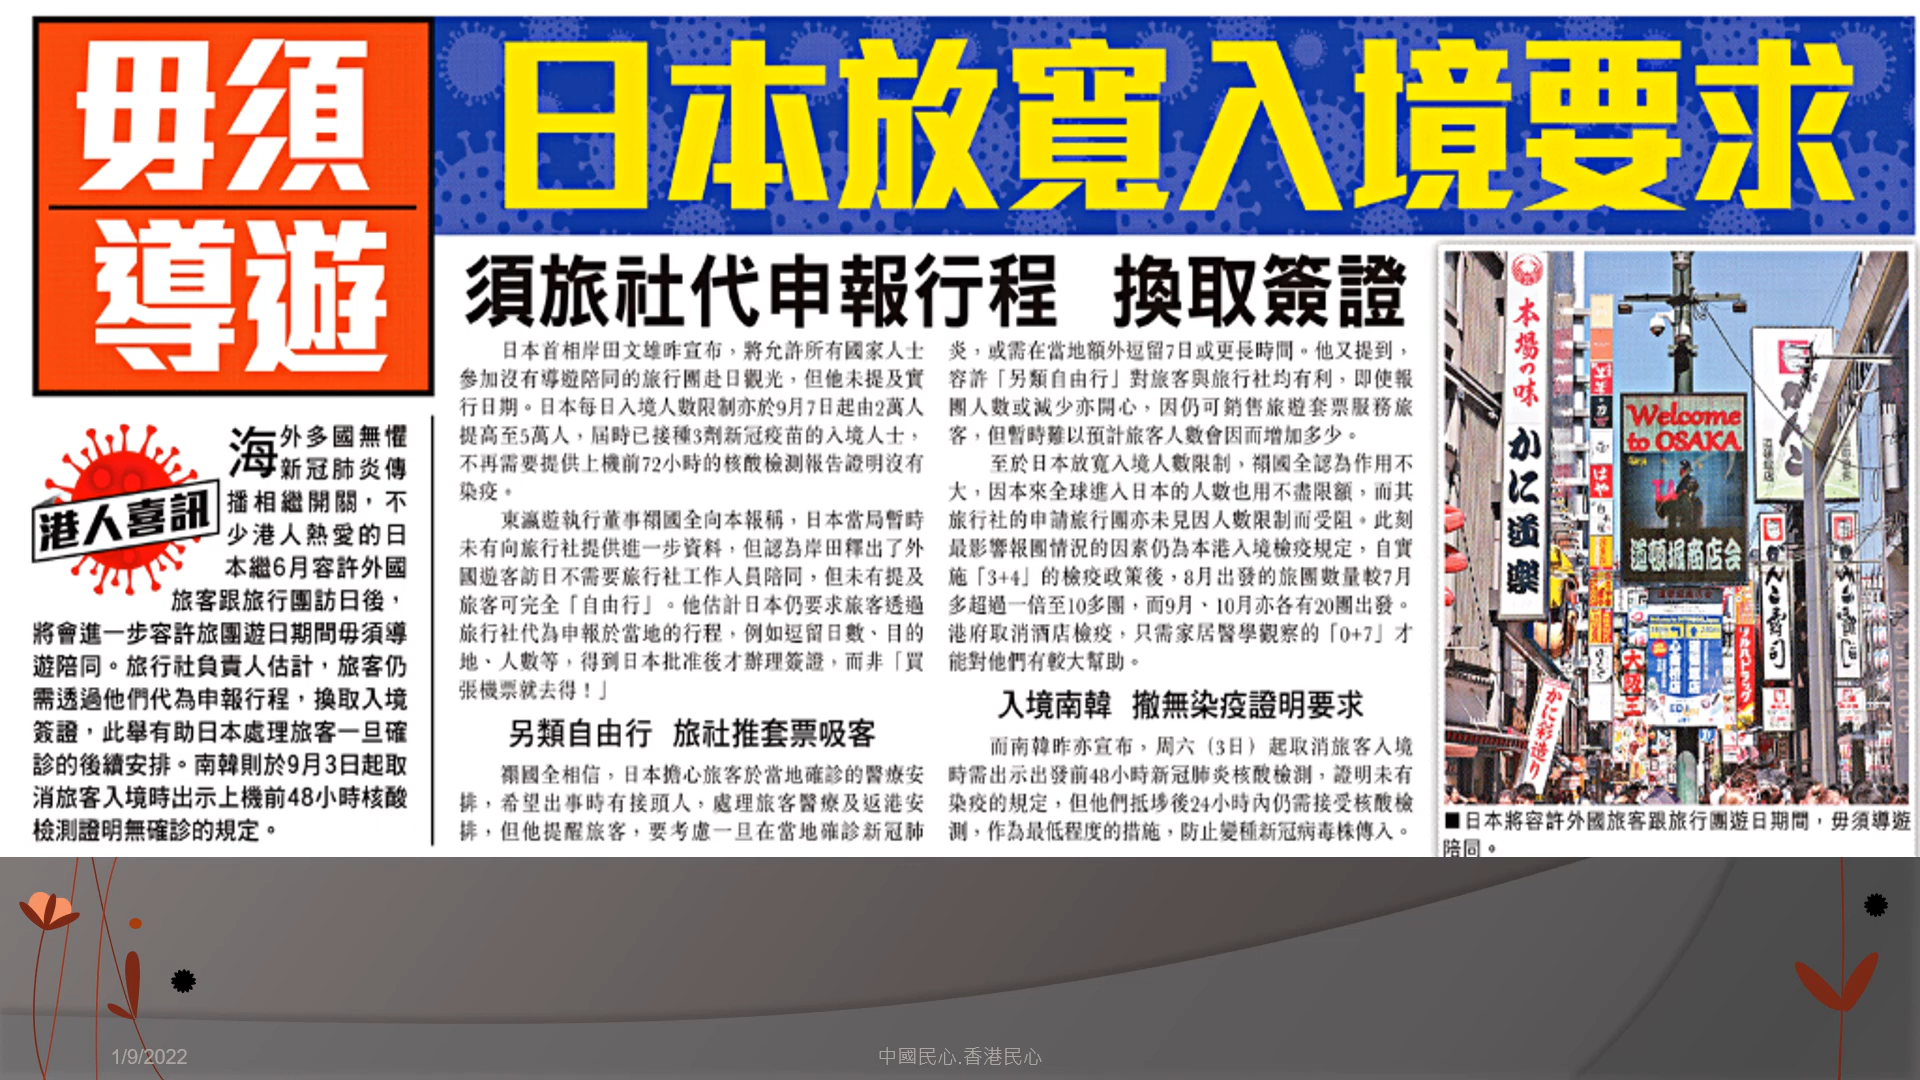 毋須
導遊
日本放寬入境要求
港人喜訊
海外多國無懼
新冠肺炎傳
播相繼開關，不
少港人熱愛的日
本繼6月容許外國
旅客跟旅行團訪日後，
將會進一步容許旅團遊日期間毋須導
遊陪同。旅行社負責人估計，旅客仍
需透過他們代為申報行程，換取入境
簽證，此舉有助日本處理旅客一旦確
診的後續安排。南韓則於9月3日起取
消旅客入境時出示上機前48小時核酸
檢測證明無確診的規定。
須旅社代申報行程 換取簽證
日本首相岸田文雄昨宣布，將允許所有國家人士
參加沒有導遊陪同的旅行團赴日觀光，但他未提及實
行日期。日本每日入境人數限制亦於9月7日起由2萬人
提高至5萬人，屆時已接種3劑新冠疫苗的入境人士，
不再需要提供上機前72小時的核酸檢測報告證明沒有
染疫。
東瀛遊執行董事禤國全向本報稱，日本當局暫時
未有向旅行社提供進一步資料，但認為岸田釋出了外
國遊客訪日不需要旅行社工作人員陪同，但未有提及
旅客可完全「自由行」。他估計日本仍要求旅客透過
旅行社代為申報於當地的行程，例如逗留日數、目的
地、人數等，得到日本批准後才辦理簽證，而非「買
張機票就去得！」
另類自由行 旅社推套票吸客
禤國全相信，日本擔心旅客於當地確診的醫療安
排，希望出事時有接頭人，處理旅客醫療及返港安
排，但他提醒旅客，要考慮一旦在當地確診新冠肺
炎，或需在當地額外逗留7日或更長時間。他又提到，
容許「另類自由行」對旅客與旅行社均有利，即使報
團人數或減少亦開心，因仍可銷售旅遊套票服務旅
客，但暫時難以預計旅客人數會因而增加多少。
至於日本放寬入境人數限制，禤國全認為作用不
大，因本來全球進入日本的人數也用不盡限額，而其
旅行社的申請旅行團亦未見因人數限制而受阻。此刻
最影響報團情況的因素仍為本港入境檢疫規定，自實
施「3+4」的檢疫政策後，8月出發的旅團數量較7月
多超過一倍至10多團，而9月、10月亦各有20團出發。
港府取消酒店檢疫，只需家居醫學觀察的「0+7」才
能對他們有較大幫助。
入境南韓 撤無染疫證明要求
而南韓昨亦宣布，周六（3日）起取消旅客入境
時需出示出發前48小時新冠肺炎核酸檢測，證明未有
染疫的規定，但他們抵埗後24小時內仍需接受核酸檢
測，作為最低程度的措施，防止變種新冠病毒株傳入。
本場の味
かに道楽
Welcome
to OSAKA
道頓堀商店会
はや
大阪王
かに彩造り
■日本將容許外國旅客跟旅行團遊日期間，毋須導遊
陪同。
1/9/2022
中國民心.香港民心